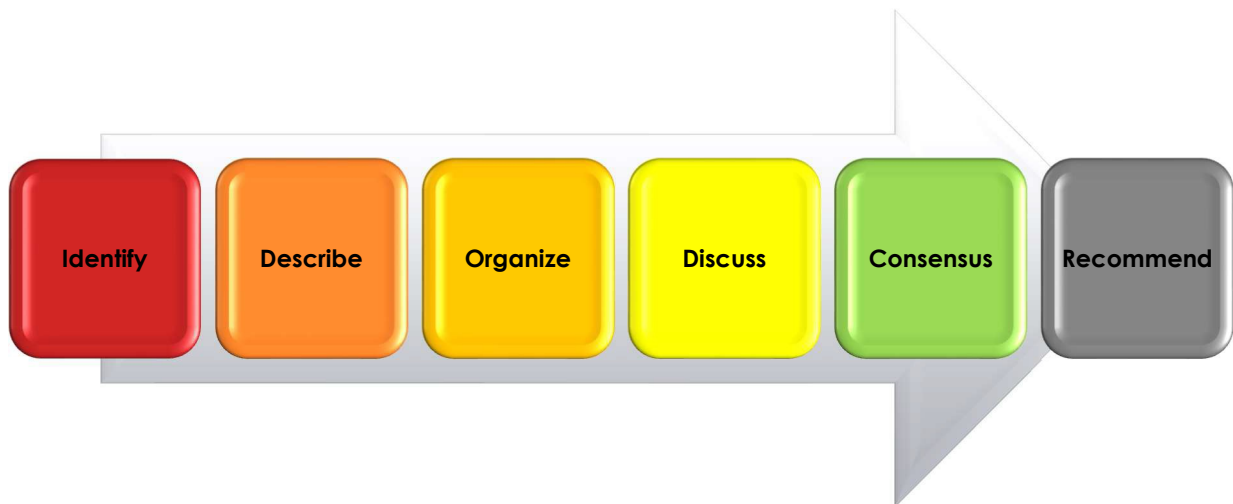 Identify
Describe
Organize
Discuss
Consensus
Recommend